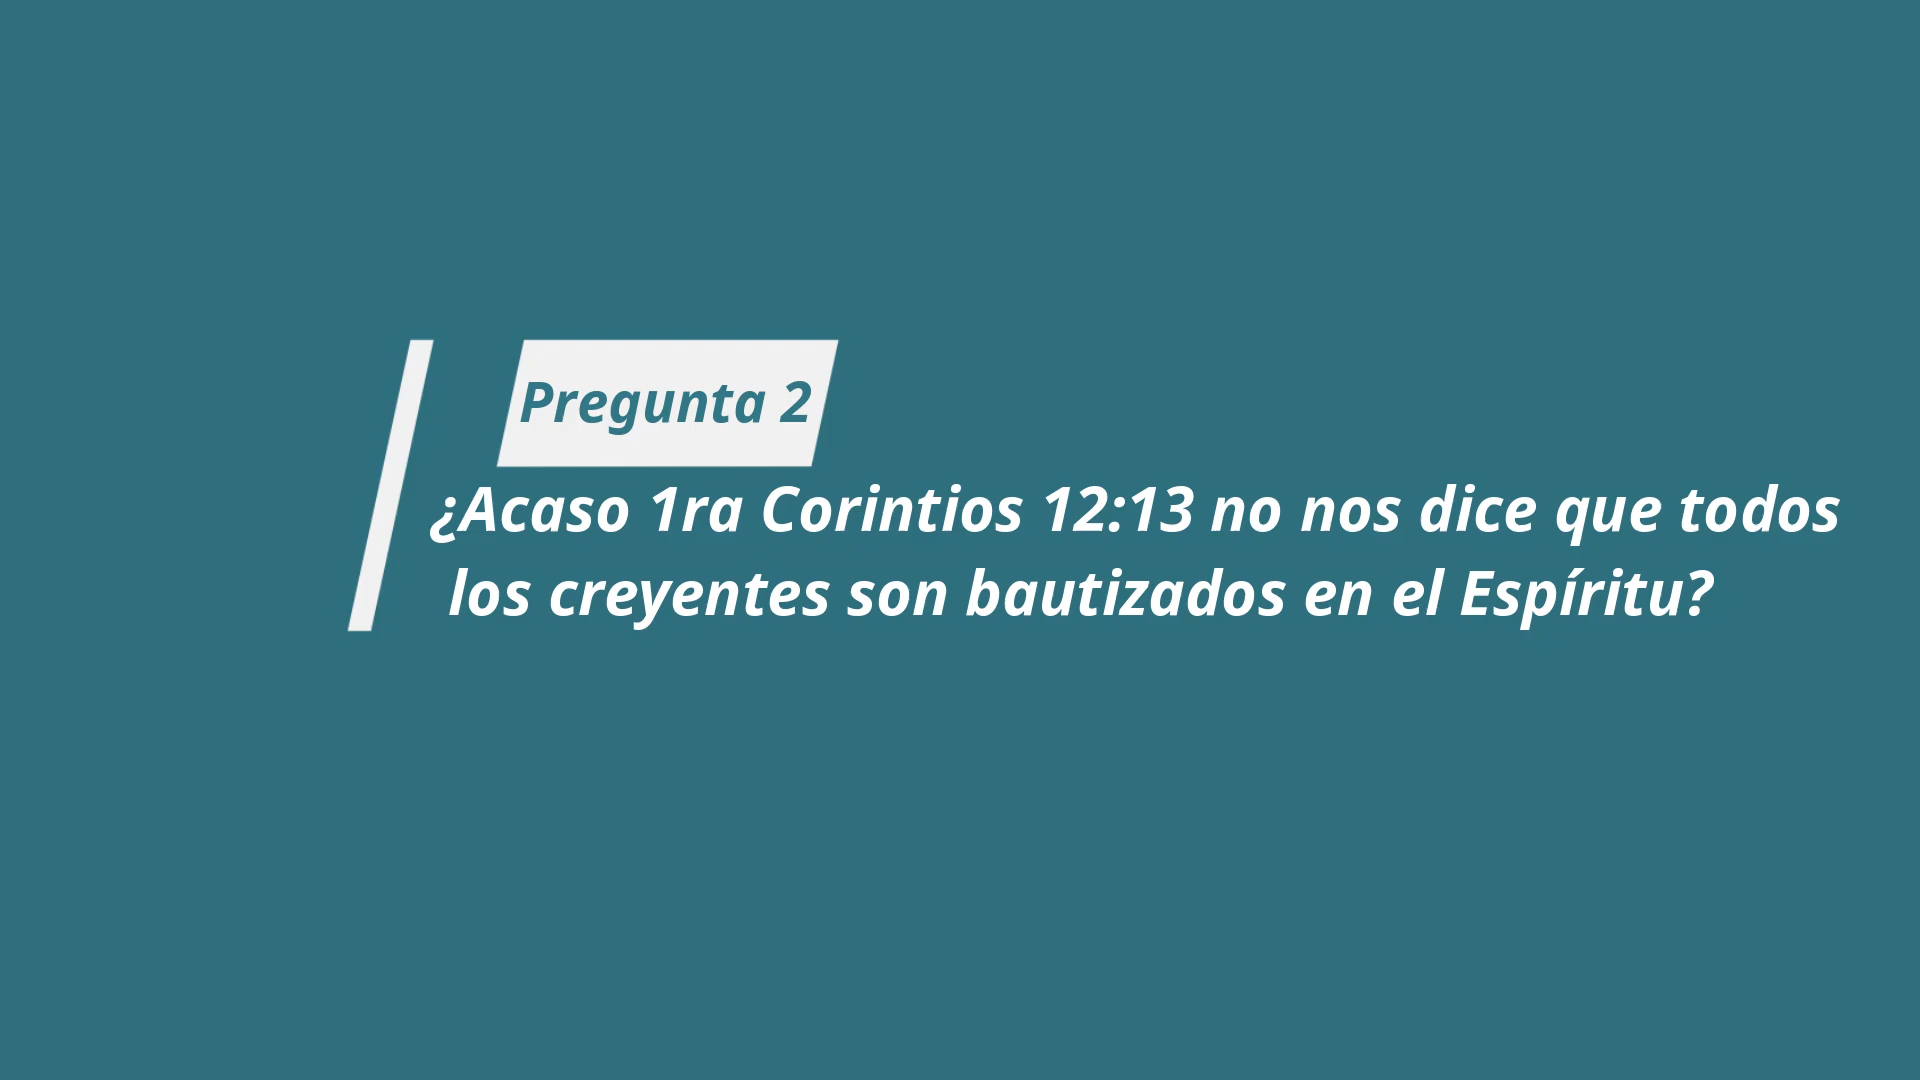 Pregunta 2
¿Acaso 1ra Corintios 12:13 no nos dice que todos
los creyentes son bautizados en el Espíritu?